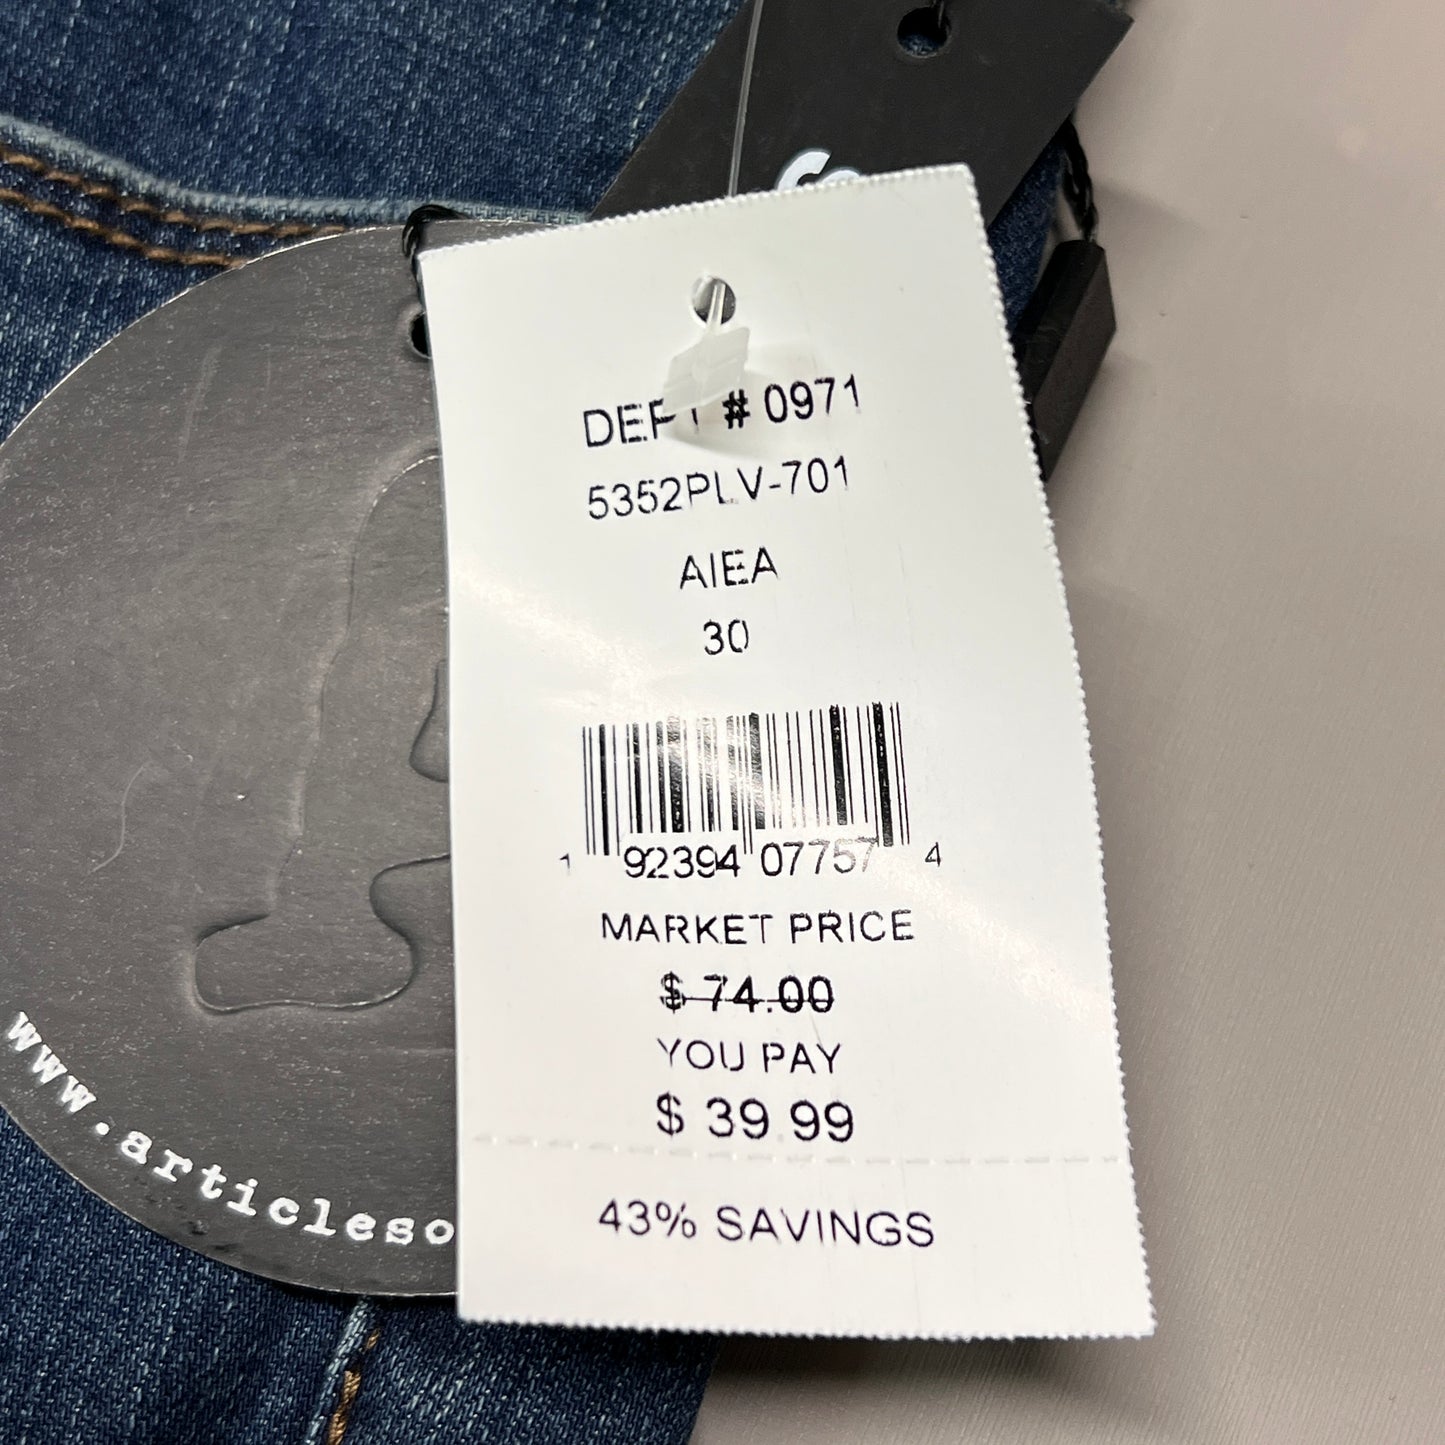 DEPT # 0971
5352PLV-701
AIEA
30
1 92394 07757 4
MARKET PRICE
$ 74.00
YOU PAY
$ 39.99
43% SAVINGS
www.articleso